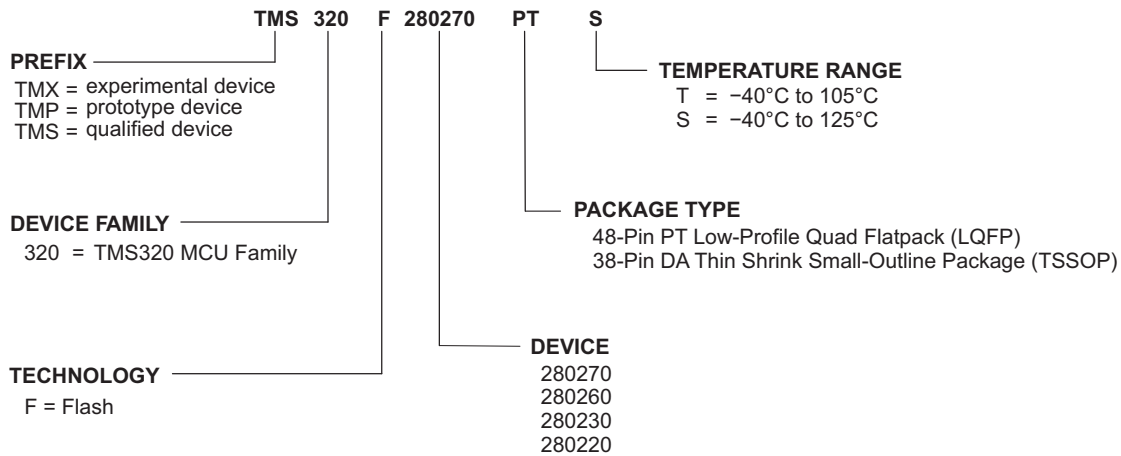 TMS 320 F 280270 PT S
PREFIX
TMX = experimental device
TMP = prototype device
TMS = qualified device
TEMPERATURE RANGE
T = −40°C to 105°C
S = −40°C to 125°C
DEVICE FAMILY
320 = TMS320 MCU Family
PACKAGE TYPE
48-Pin PT Low-Profile Quad Flatpack (LQFP)
38-Pin DA Thin Shrink Small-Outline Package (TSSOP)
TECHNOLOGY
F = Flash
DEVICE
280270
280260
280230
280220